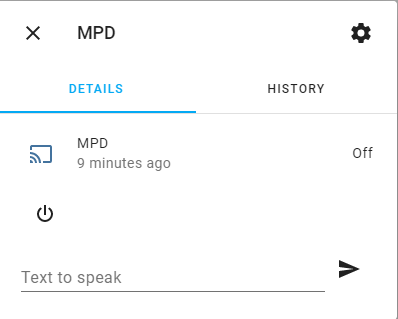 MPD
DETAILS
HISTORY
MPD
9 minutes ago
Off
Text to speak